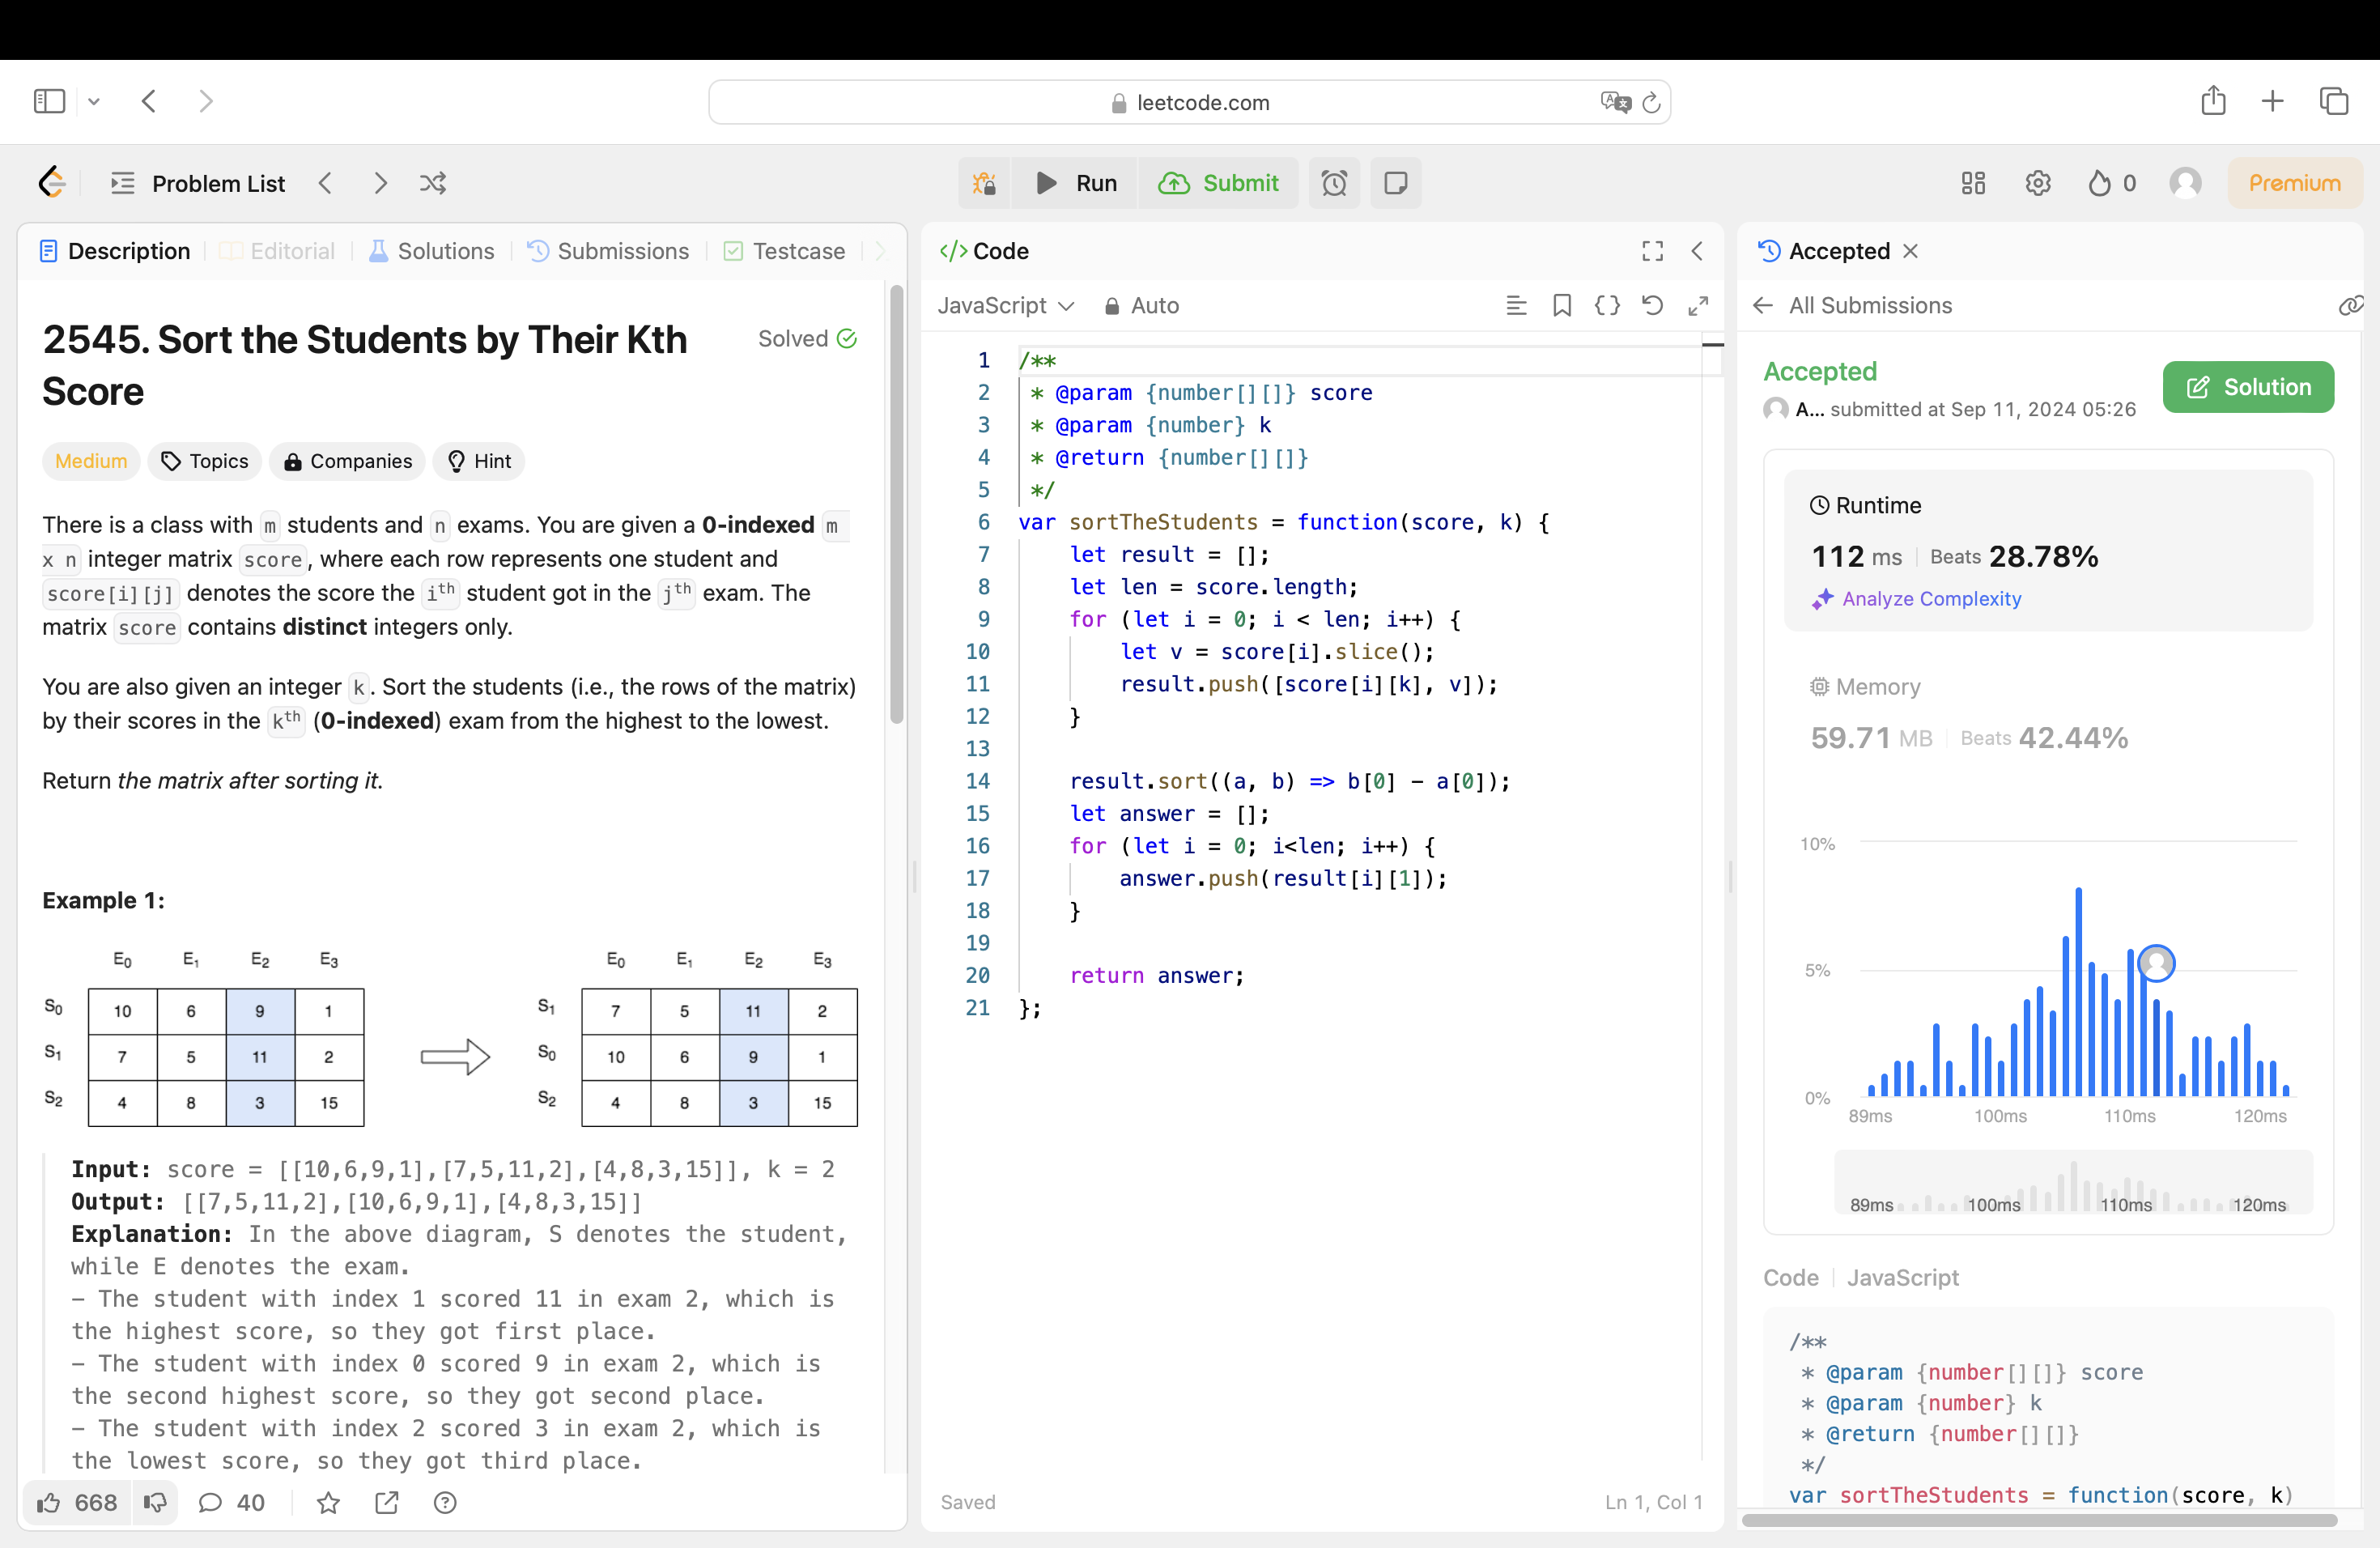 leetcode.com
Problem List
Run
Submit
0
Premium
Description
Editorial
Solutions
Submissions
Testcase
2545. Sort the Students by Their Kth
Score
Solved
Medium
Topics
Companies
Hint
There is a class with m students and n exams. You are given a 0-indexed m
x n integer matrix score, where each row represents one student and
score[i][j] denotes the score the ith student got in the jth exam. The
matrix score contains distinct integers only.
You are also given an integer k. Sort the students (i.e., the rows of the matrix)
by their scores in the kth (0-indexed) exam from the highest to the lowest.
Return the matrix after sorting it.
Example 1:
E0 E1 E2 E3
S0 10 6 9 1
S1 7 5 11 2
S2 4 8 3 15
E0 E1 E2 E3
S1 7 5 11 2
S0 10 6 9 1
S2 4 8 3 15
Input: score = [[10,6,9,1],[7,5,11,2],[4,8,3,15]], k = 2
Output: [[7,5,11,2],[10,6,9,1],[4,8,3,15]]
Explanation: In the above diagram, S denotes the student,
while E denotes the exam.
- The student with index 1 scored 11 in exam 2, which is
the highest score, so they got first place.
- The student with index 0 scored 9 in exam 2, which is
the second highest score, so they got second place.
- The student with index 2 scored 3 in exam 2, which is
the lowest score, so they got third place.
668
40
Code
JavaScript
Auto
1 /**
2 * @param {number[][]} score
3 * @param {number} k
4 * @return {number[][]}
5 */
6 var sortTheStudents = function(score, k) {
7 let result = [];
8 let len = score.length;
9 for (let i = 0; i < len; i++) {
10 let v = score[i].slice();
11 result.push([score[i][k], v]);
12 }
13
14 result.sort((a, b) => b[0] - a[0]);
15 let answer = [];
16 for (let i = 0; i<len; i++) {
17 answer.push(result[i][1]);
18 }
19
20 return answer;
21 };
Saved
Ln 1, Col 1
Accepted
All Submissions
Accepted
A... submitted at Sep 11, 2024 05:26
Solution
Runtime
112 ms Beats 28.78%
Analyze Complexity
Memory
59.71 MB Beats 42.44%
10%
5%
0%
89ms 100ms 110ms 120ms
89ms 100ms 110ms 120ms
Code JavaScript
/**
* @param {number[][]} score
* @param {number} k
* @return {number[][]}
*/
var sortTheStudents = function(score, k)